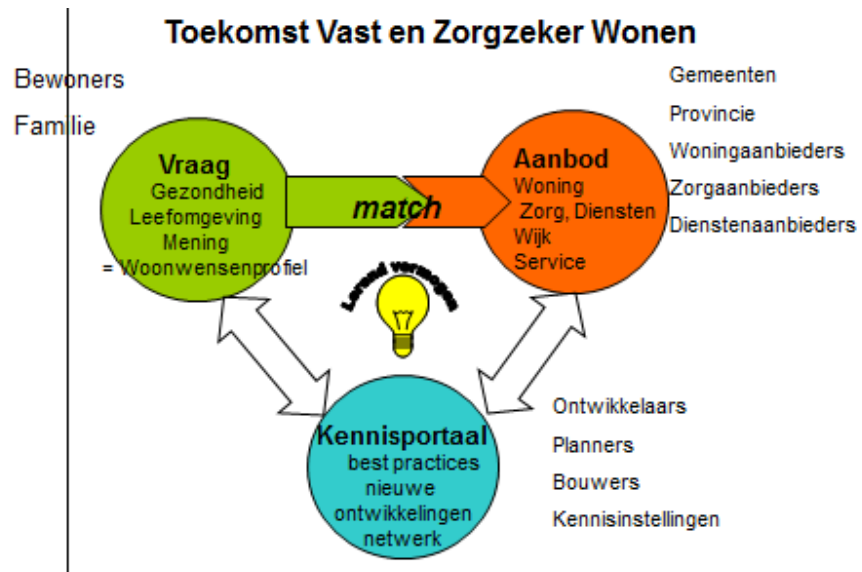 Toekomst Vast en Zorgzeker Wonen
Bewoners
Familie
Vraag
Gezondheid
Leefomgeving
Mening
= Woonwensenprofiel
match
Aanbod
Woning
Zorg, Diensten
Wijk
Service
Gemeenten
Provincie
Woningaanbieders
Zorgaanbieders
Dienstenaanbieders
Lerend vermogen
Kennisportaal
best practices
nieuwe
ontwikkelingen
netwerk
Ontwikkelaars
Planners
Bouwers
Kennisinstellingen